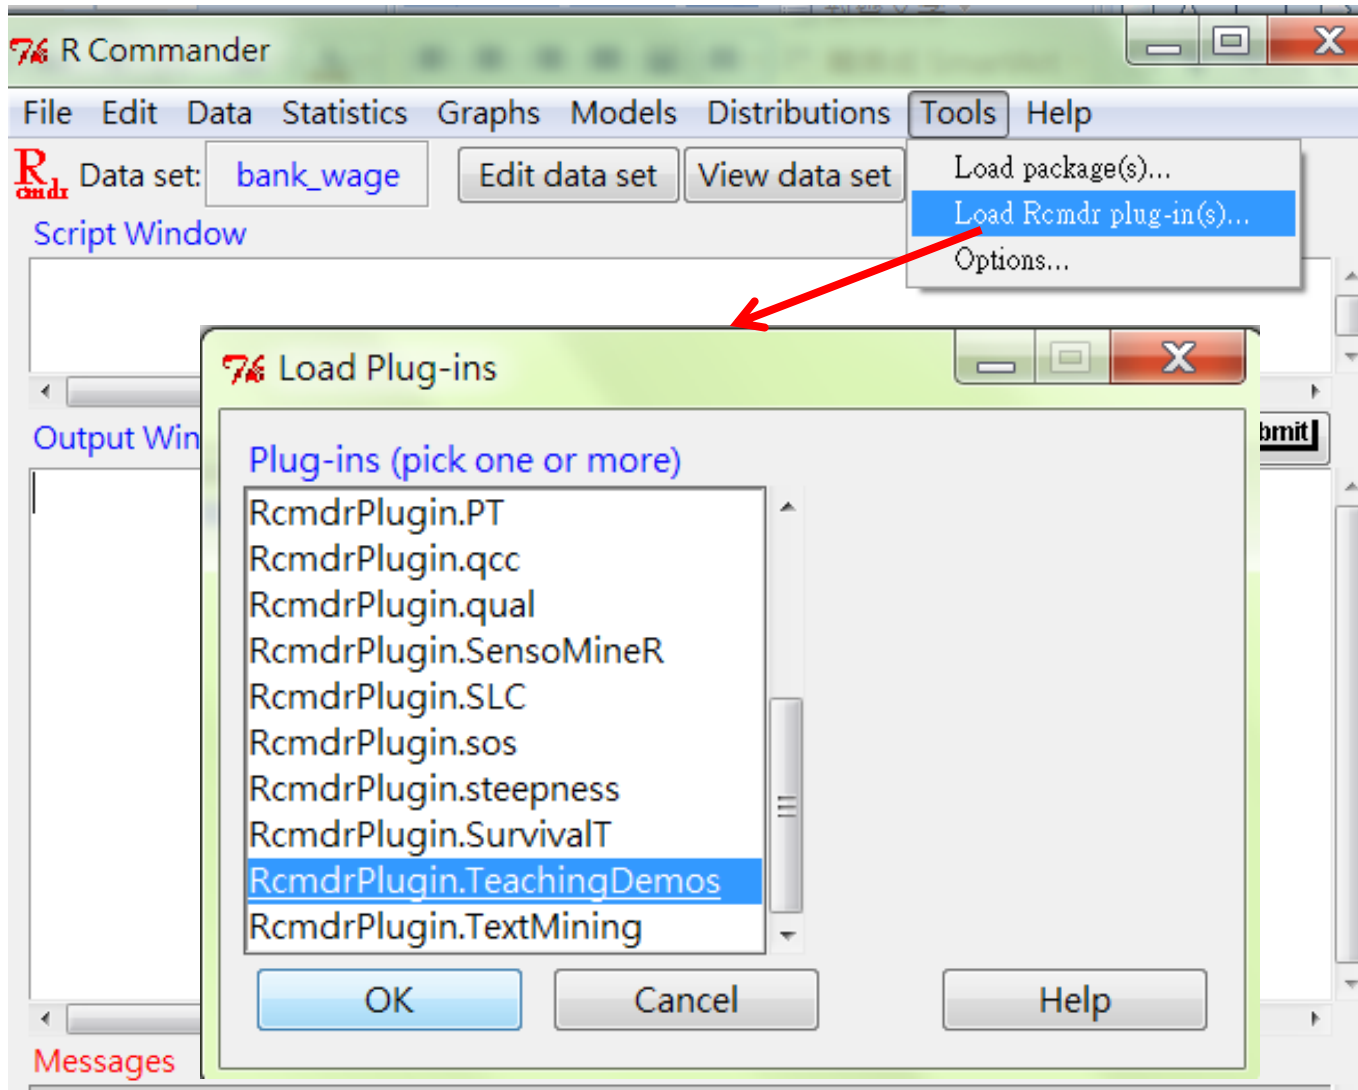 R Commander
File Edit Data Statistics Graphs Models Distributions Tools Help
R cmdr Data set: bank_wage Edit data set View data set
Load package(s)...
Load Rcmdr plug-in(s)...
Options...
Script Window
Load Plug-ins
Output Win
bmit
Plug-ins (pick one or more)
RcmdrPlugin.PT
RcmdrPlugin.qcc
RcmdrPlugin.qual
RcmdrPlugin.SensoMineR
RcmdrPlugin.SLC
RcmdrPlugin.sos
RcmdrPlugin.steepness
RcmdrPlugin.SurvivalT
RcmdrPlugin.TeachingDemos
RcmdrPlugin.TextMining
OK Cancel Help
Messages